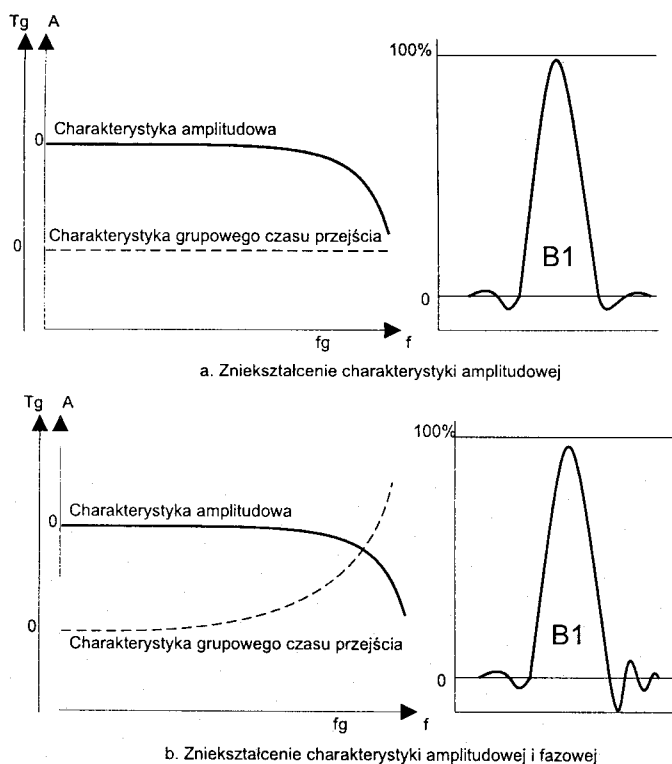 Tg A
100%
Charakterystyka amplitudowa
0
Charakterystyka grupowego czasu przejścia
0
B1
0
fg f
a. Zniekształcenie charakterystyki amplitudowej
Tg A
100%
Charakterystyka amplitudowa
0
0
Charakterystyka grupowego czasu przejścia
B1
0
fg f
b. Zniekształcenie charakterystyki amplitudowej i fazowej